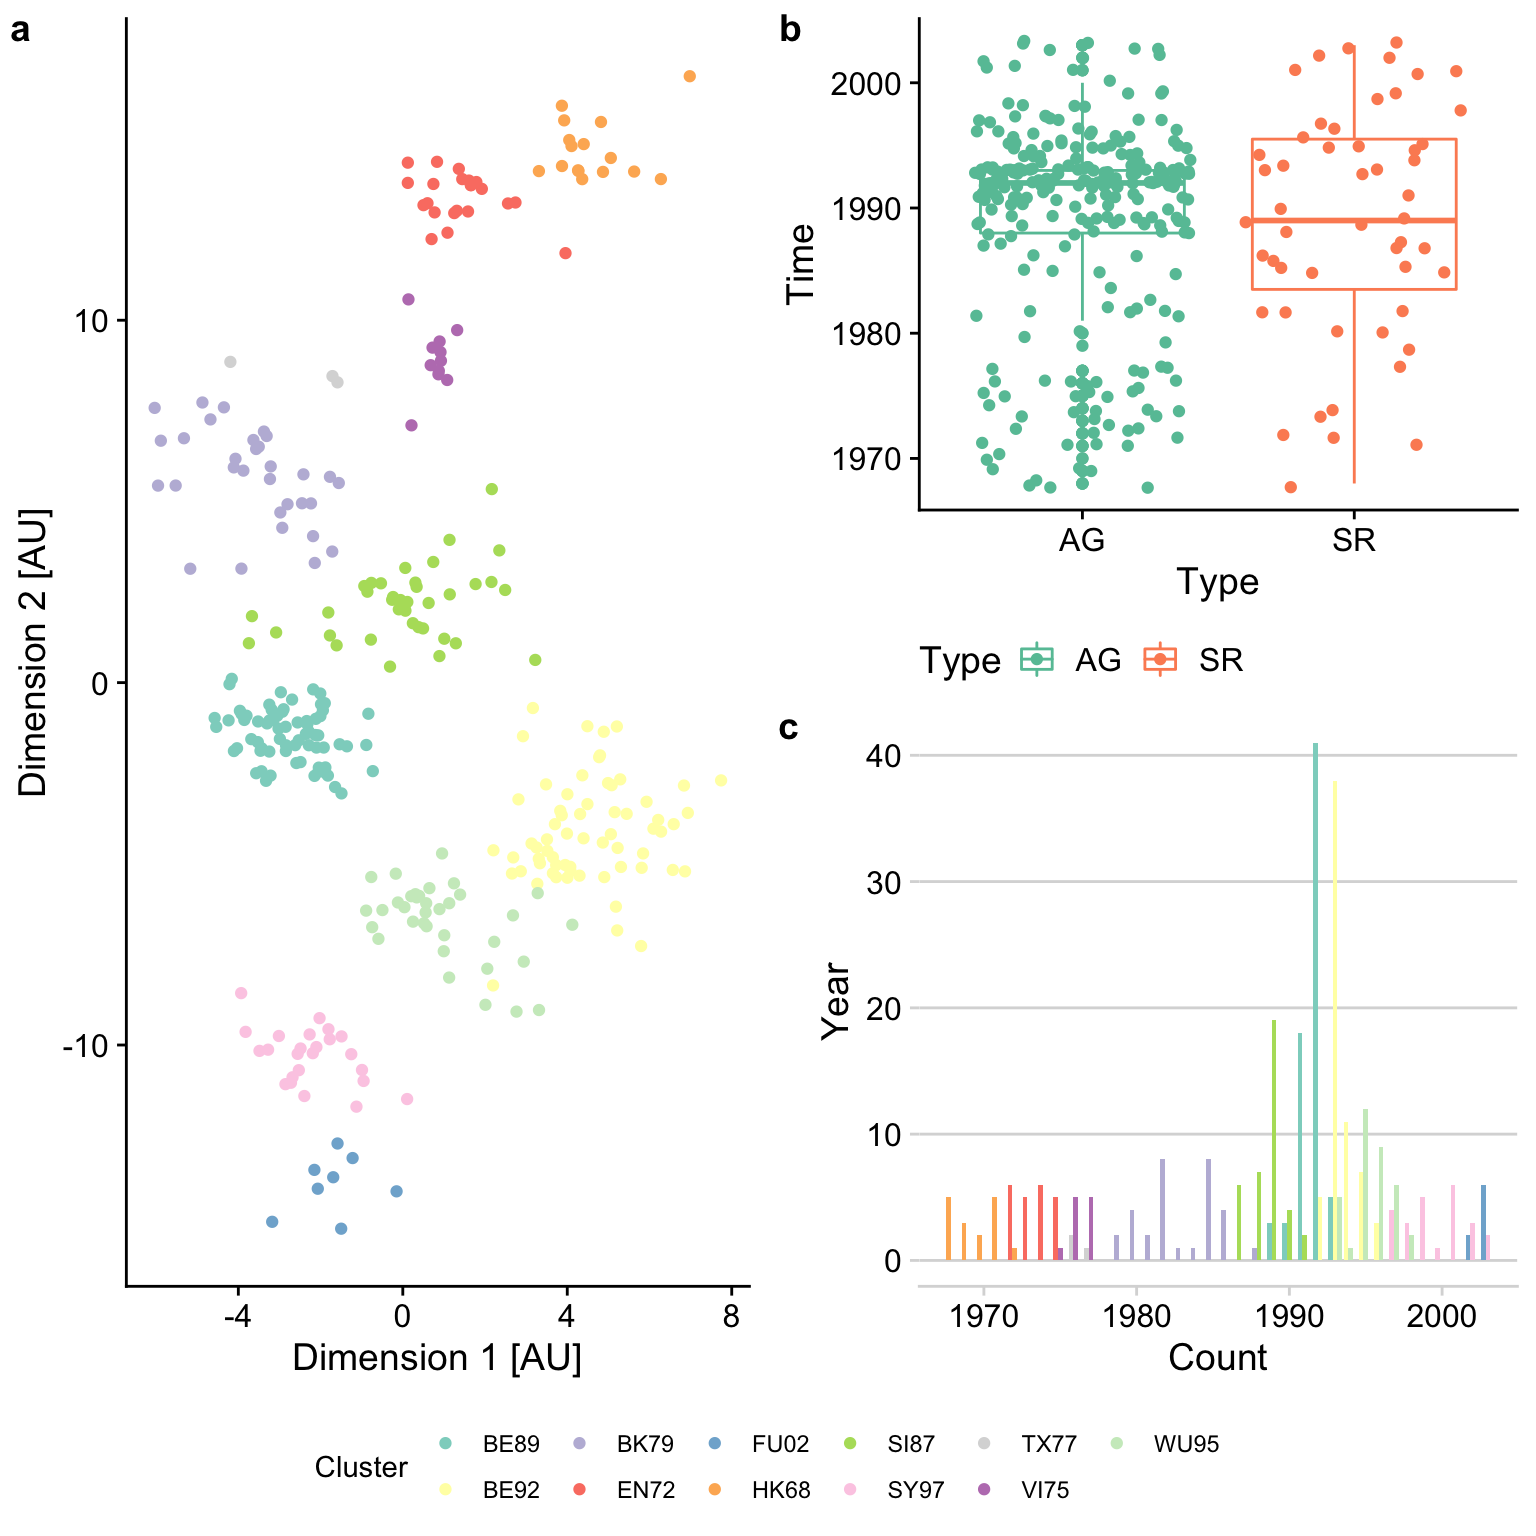 a
10
0
-10
Dimension 2 [AU]
-4 0 4 8
Dimension 1 [AU]
b
2000
1990
1980
1970
Time
AG SR
Type
Type AG SR
c
40
30
20
10
0
Year
1970 1980 1990 2000
Count
Cluster
BE89 BK79 FU02 SI87 TX77 WU95
BE92 EN72 HK68 SY97 VI75